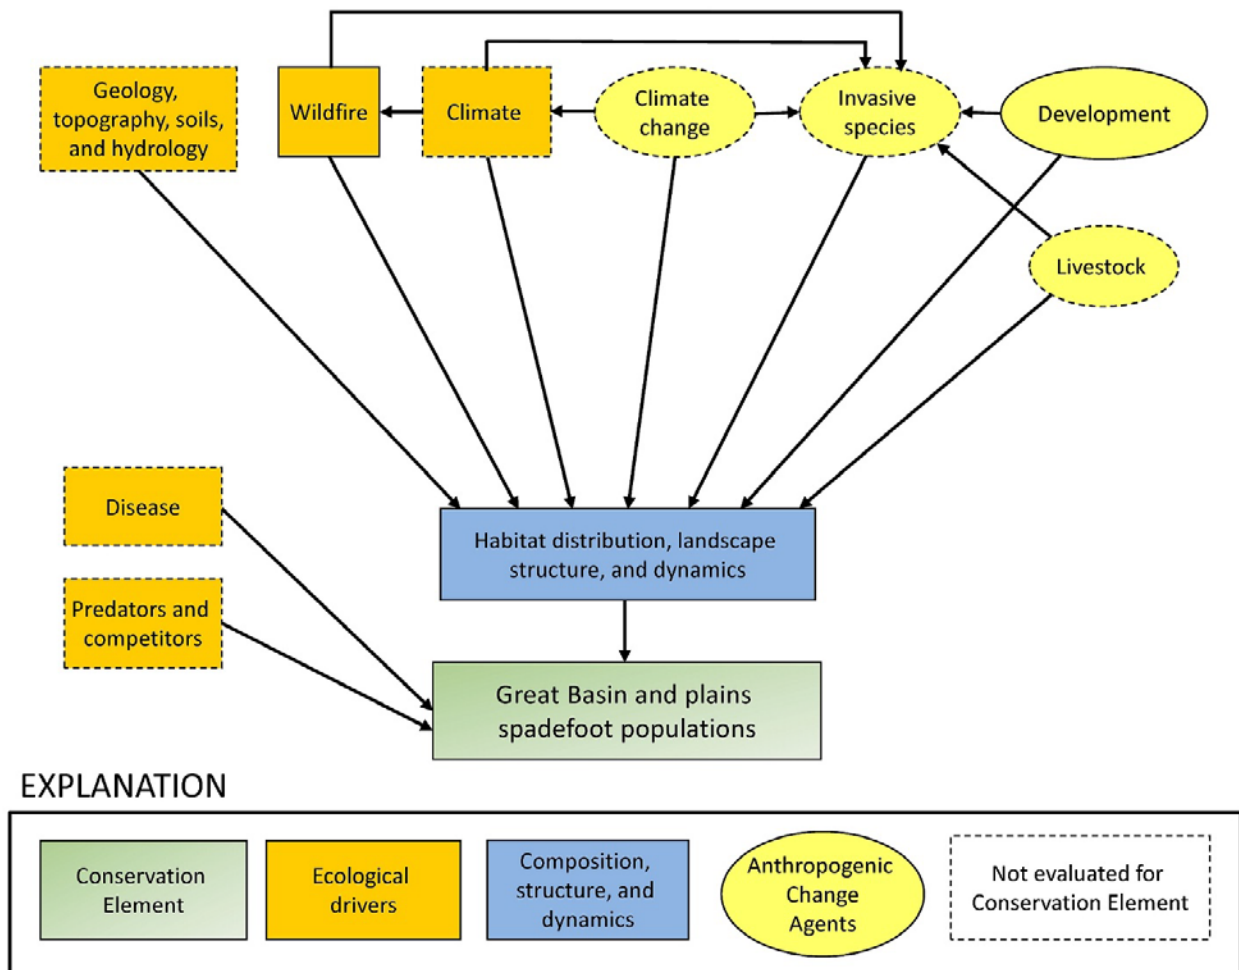 Geology,
topography, soils,
and hydrology
Wildfire
Climate
Climate
change
Invasive
species
Development
Livestock
Disease
Habitat distribution, landscape
structure, and dynamics
Predators and
competitors
Great Basin and plains
spadefoot populations
EXPLANATION
Conservation
Element
Ecological
drivers
Composition,
structure, and
dynamics
Anthropogenic
Change
Agents
Not evaluated for
Conservation Element